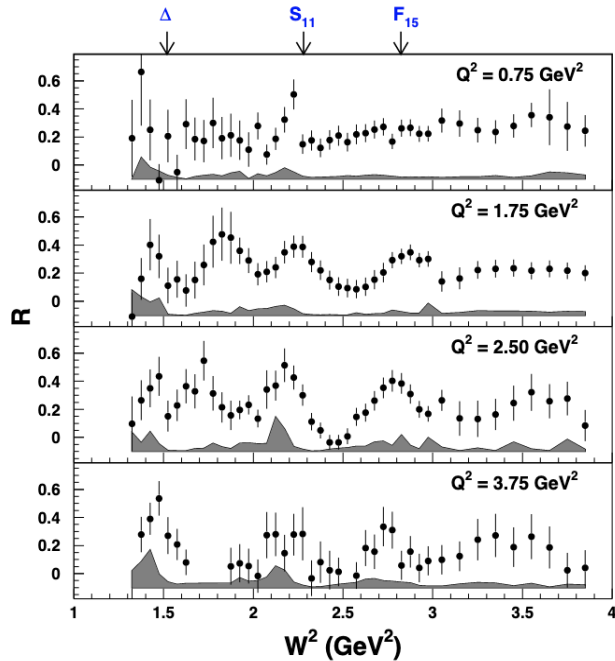 Δ S₁₁ F₁₅
Q² = 0.75 GeV²
0.6
0.4
0.2
0
Q² = 1.75 GeV²
0.6
0.4
0.2
0
Q² = 2.50 GeV²
0.6
0.4
0.2
0
Q² = 3.75 GeV²
0.6
0.4
0.2
0
R
1 1.5 2 2.5 3 3.5 4
W² (GeV²)